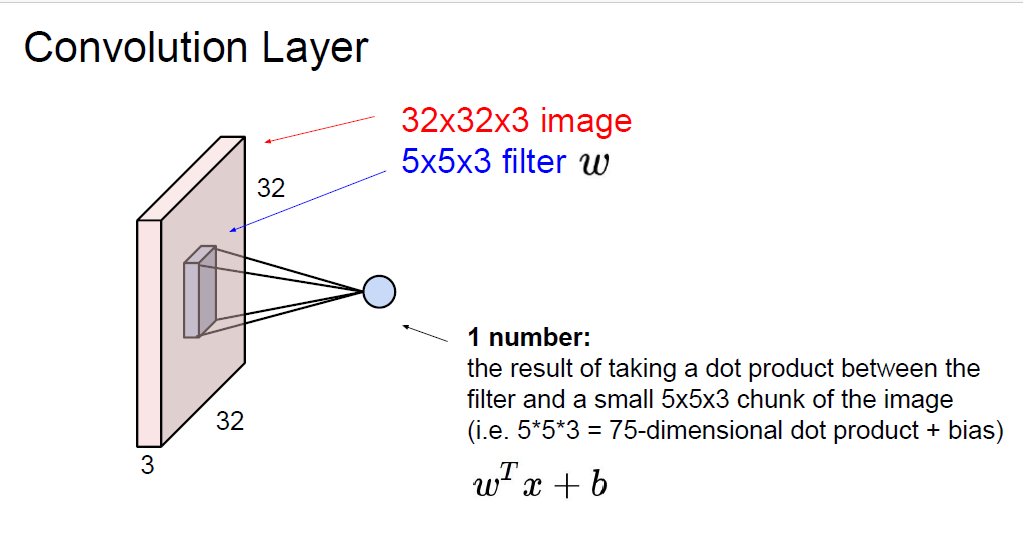 Convolution Layer
32x32x3 image
5x5x3 filter w
32
32
3
1 number:
the result of taking a dot product between the
filter and a small 5x5x3 chunk of the image
(i.e. 5*5*3 = 75-dimensional dot product + bias)
w^T x + b